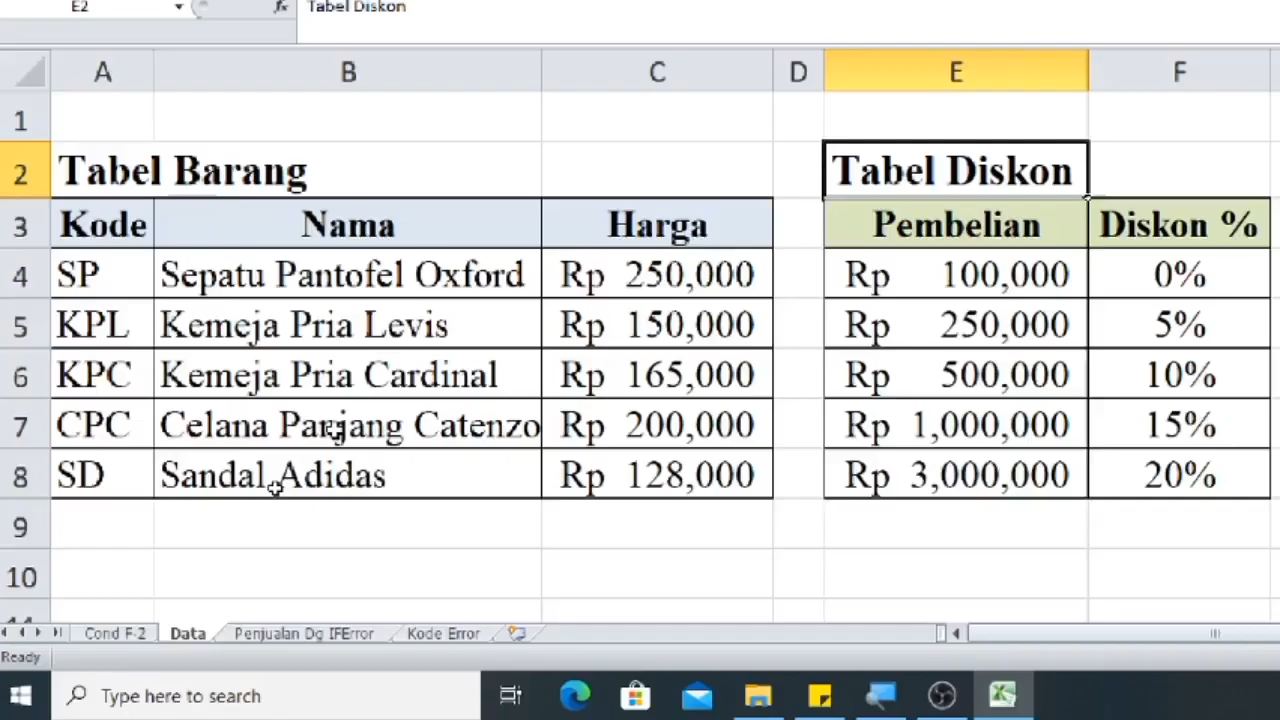 E2 fx Tabel Diskon
A B C D E F
1
2 Tabel Barang Tabel Diskon
3 Kode Nama Harga Pembelian Diskon %
4 SP Sepatu Pantofel Oxford Rp 250,000 Rp 100,000 0%
5 KPL Kemeja Pria Levis Rp 150,000 Rp 250,000 5%
6 KPC Kemeja Pria Cardinal Rp 165,000 Rp 500,000 10%
7 CPC Celana Panjang Catenzo Rp 200,000 Rp 1,000,000 15%
8 SD Sandal Adidas Rp 128,000 Rp 3,000,000 20%
9
10
Cond F-2 Data Penjualan Dg IFError Kode Error
Ready
Type here to search